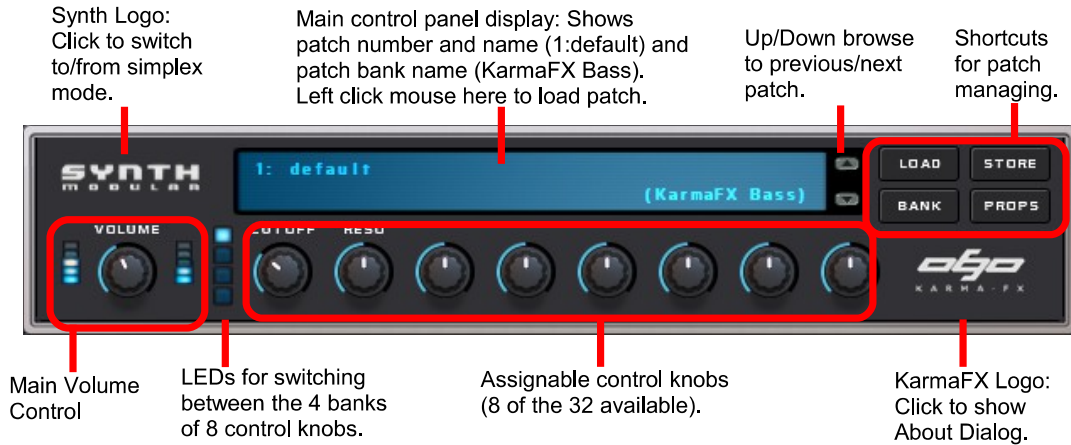 Synth Logo:
Click to switch
to/from simplex
mode.
Main control panel display: Shows
patch number and name (1:default) and
patch bank name (KarmaFX Bass).
Left click mouse here to load patch.
Up/Down browse
to previous/next
patch.
Shortcuts
for patch
managing.
SYNTH
MODULAR
1: default
(KarmaFX Bass)
LOAD
STORE
BANK
PROPS
VOLUME
CUTOFF
RESO
KARMA-FX
Main Volume
Control
LEDs for switching
between the 4 banks
of 8 control knobs.
Assignable control knobs
(8 of the 32 available).
KarmaFX Logo:
Click to show
About Dialog.